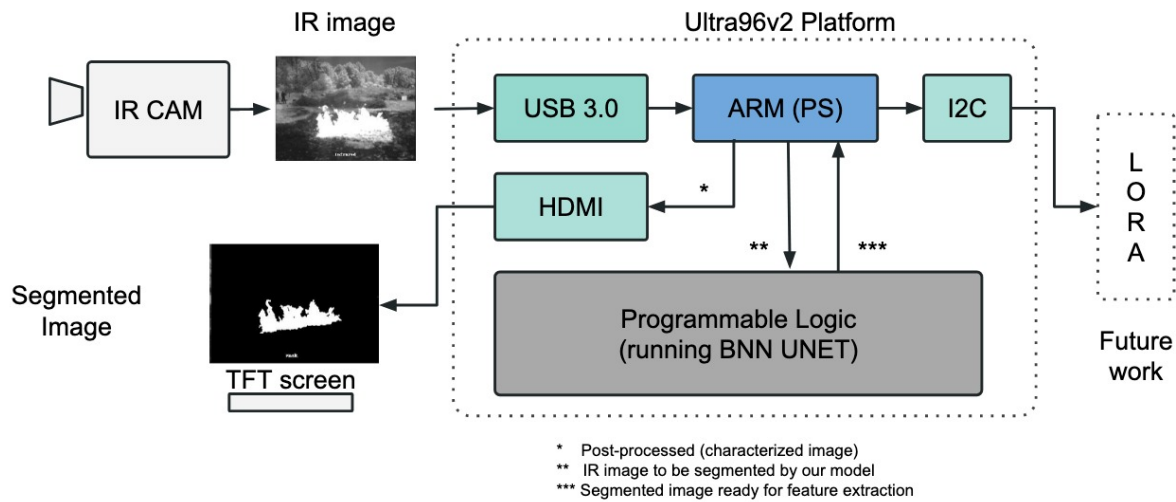 IR image
Ultra96v2 Platform
IR CAM
infrared
USB 3.0
ARM (PS)
I2C
HDMI
*
**
***
L
O
R
A
Segmented
Image
mask
TFT screen
Programmable Logic
(running BNN UNET)
Future
work
* Post-processed (characterized image)
** IR image to be segmented by our model
*** Segmented image ready for feature extraction